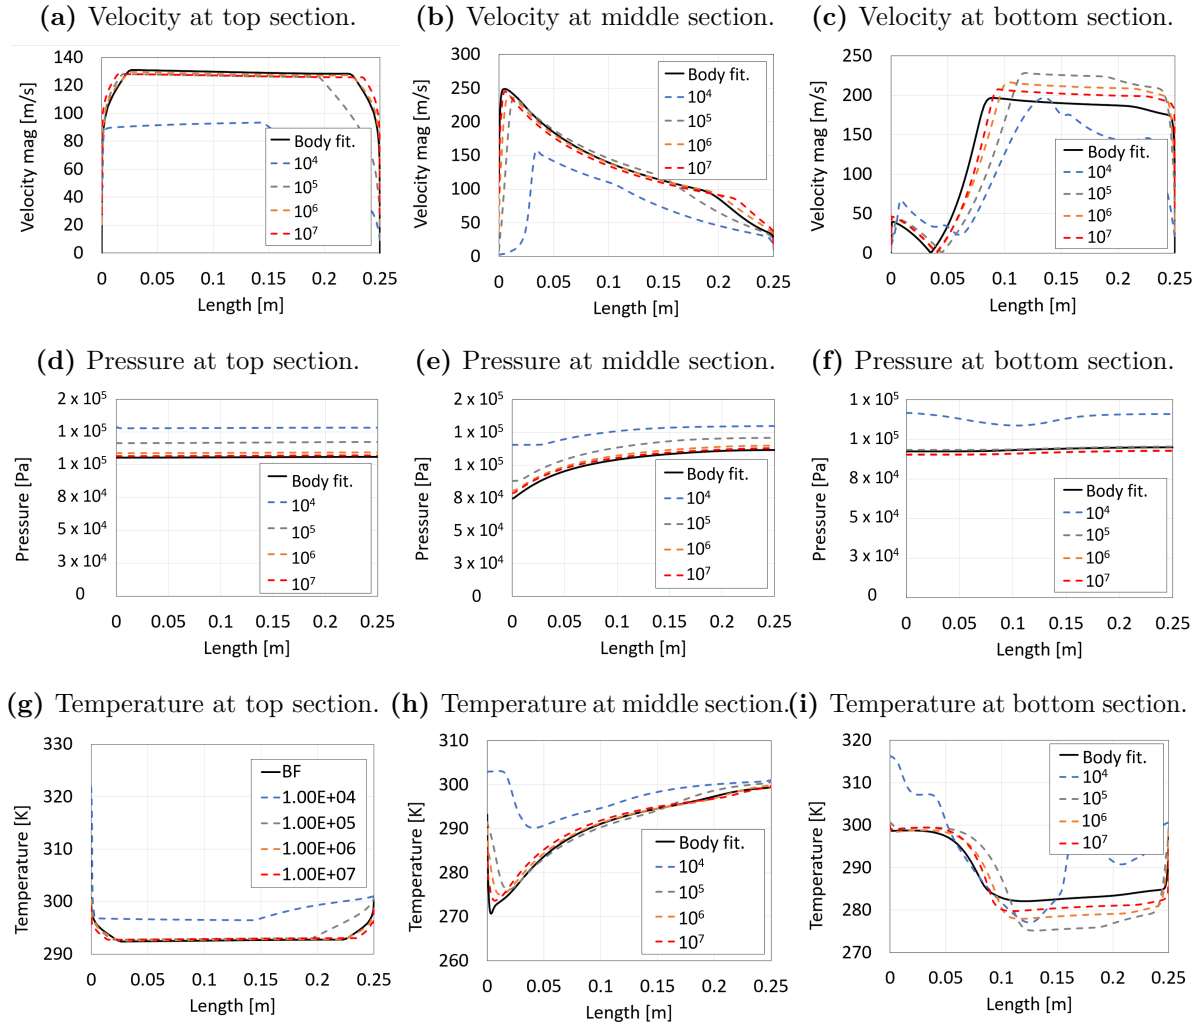 (a) Velocity at top section.
140
120
100
80
60
40
20
0
Velocity mag [m/s]
Body fit.
10⁴
10⁵
10⁶
10⁷
0 0.05 0.1 0.15 0.2 0.25
Length [m]
(b) Velocity at middle section.
300
250
200
150
100
50
0
Velocity mag [m/s]
Body fit.
10⁴
10⁵
10⁶
10⁷
0 0.05 0.1 0.15 0.2 0.25
Length [m]
(c) Velocity at bottom section.
250
200
150
100
50
0
Velocity mag [m/s]
Body fit.
10⁴
10⁵
10⁶
10⁷
0 0.05 0.1 0.15 0.2 0.25
Length [m]
(d) Pressure at top section.
2 x 10⁵
1 x 10⁵
1 x 10⁵
8 x 10⁴
5 x 10⁴
3 x 10⁴
0
Pressure [Pa]
Body fit.
10⁴
10⁵
10⁶
10⁷
0 0.05 0.1 0.15 0.2 0.25
Length [m]
(e) Pressure at middle section.
2 x 10⁵
1 x 10⁵
1 x 10⁵
8 x 10⁴
5 x 10⁴
3 x 10⁴
0
Pressure [Pa]
Body fit.
10⁴
10⁵
10⁶
10⁷
0 0.05 0.1 0.15 0.2 0.25
Length [m]
(f) Pressure at bottom section.
1 x 10⁵
1 x 10⁵
8 x 10⁴
5 x 10⁴
3 x 10⁴
0
Pressure [Pa]
Body fit.
10⁴
10⁵
10⁶
10⁷
0 0.05 0.1 0.15 0.2 0.25
Length [m]
(g) Temperature at top section.
330
320
310
300
290
Temperature [K]
BF
1.00E+04
1.00E+05
1.00E+06
1.00E+07
0 0.05 0.1 0.15 0.2 0.25
Length [m]
(h) Temperature at middle section.
310
300
290
280
270
260
Temperature [K]
Body fit.
10⁴
10⁵
10⁶
10⁷
0 0.05 0.1 0.15 0.2 0.25
Length [m]
(i) Temperature at bottom section.
320
310
300
290
280
270
Temperature [K]
Body fit.
10⁴
10⁵
10⁶
10⁷
0 0.05 0.1 0.15 0.2 0.25
Length [m]